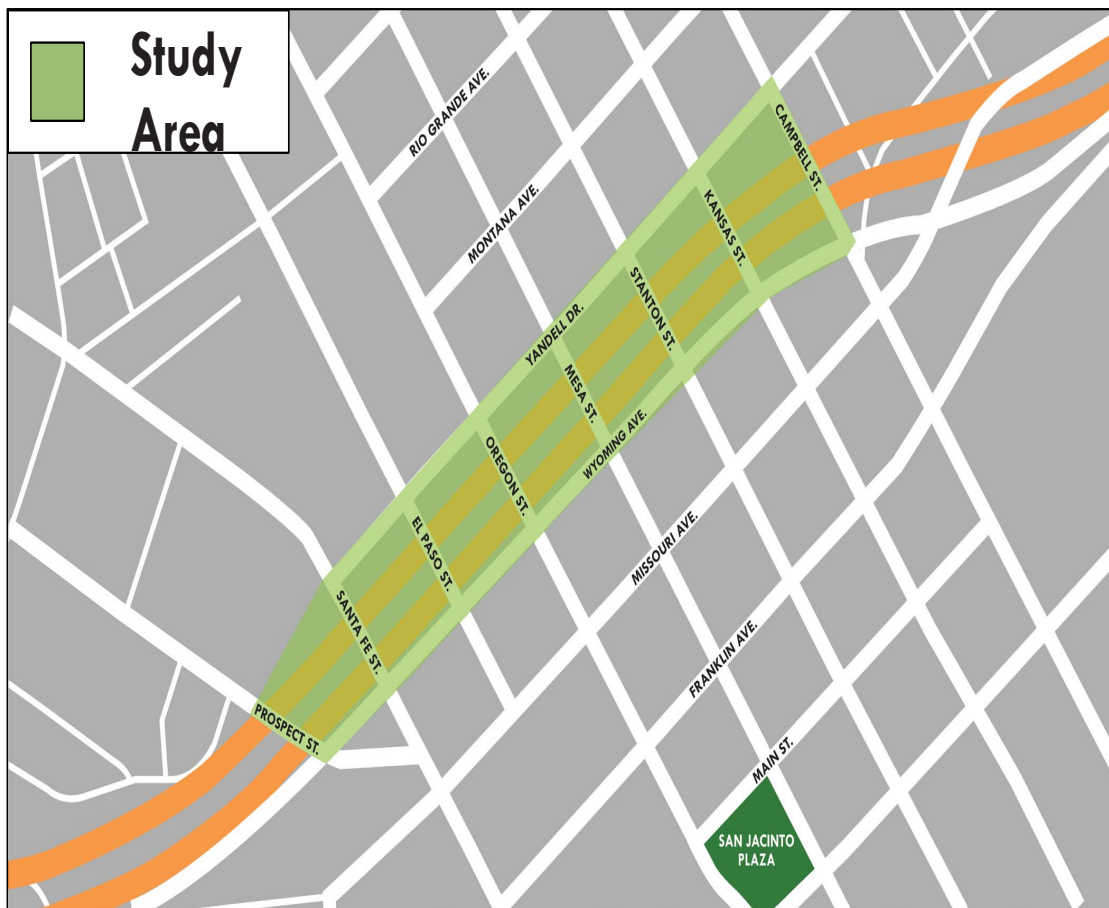 Study
Area
RIO GRANDE AVE.
MONTANA AVE.
CAMPBELL ST.
KANSAS ST.
STANTON ST.
YANDELL DR.
MESA ST.
WYOMING AVE.
OREGON ST.
EL PASO ST.
SANTA FE ST.
PROSPECT ST.
MISSOURI AVE.
FRANKLIN AVE.
MAIN ST.
SAN JACINTO
PLAZA